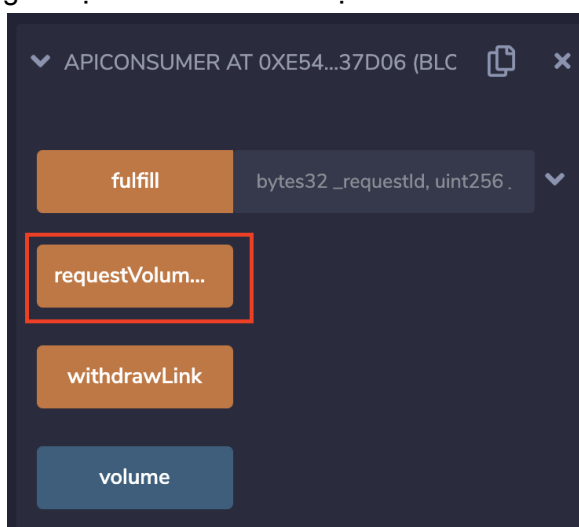 APICONSUMER AT 0XE54...37D06 (BLC
fulfill
bytes32 _requestId, uint256 _
requestVolum...
withdrawLink
volume